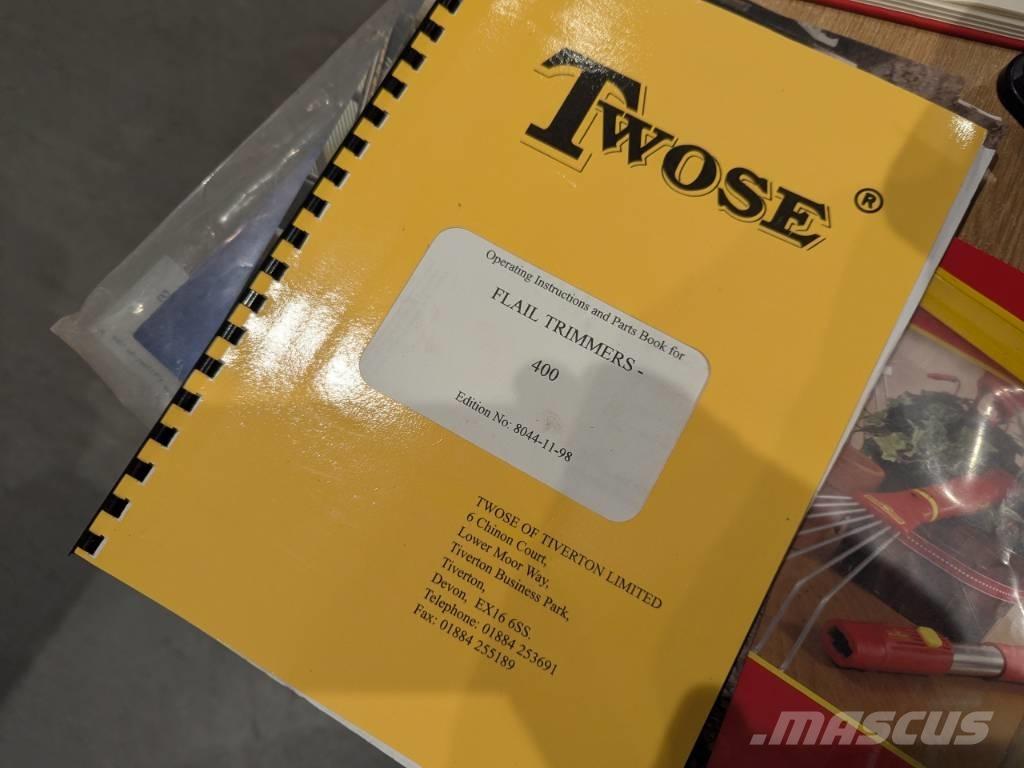 TWOSE ®
Operating Instructions and Parts Book for
FLAIL TRIMMERS -
400
Edition No: 8044-11-98
TWOSE OF TIVERTON LIMITED
6 Chinon Court,
Lower Moor Way,
Tiverton Business Park,
Tiverton,
Devon, EX16 6SS.
Telephone: 01884 253691
Fax: 01884 255189
.MASCUS